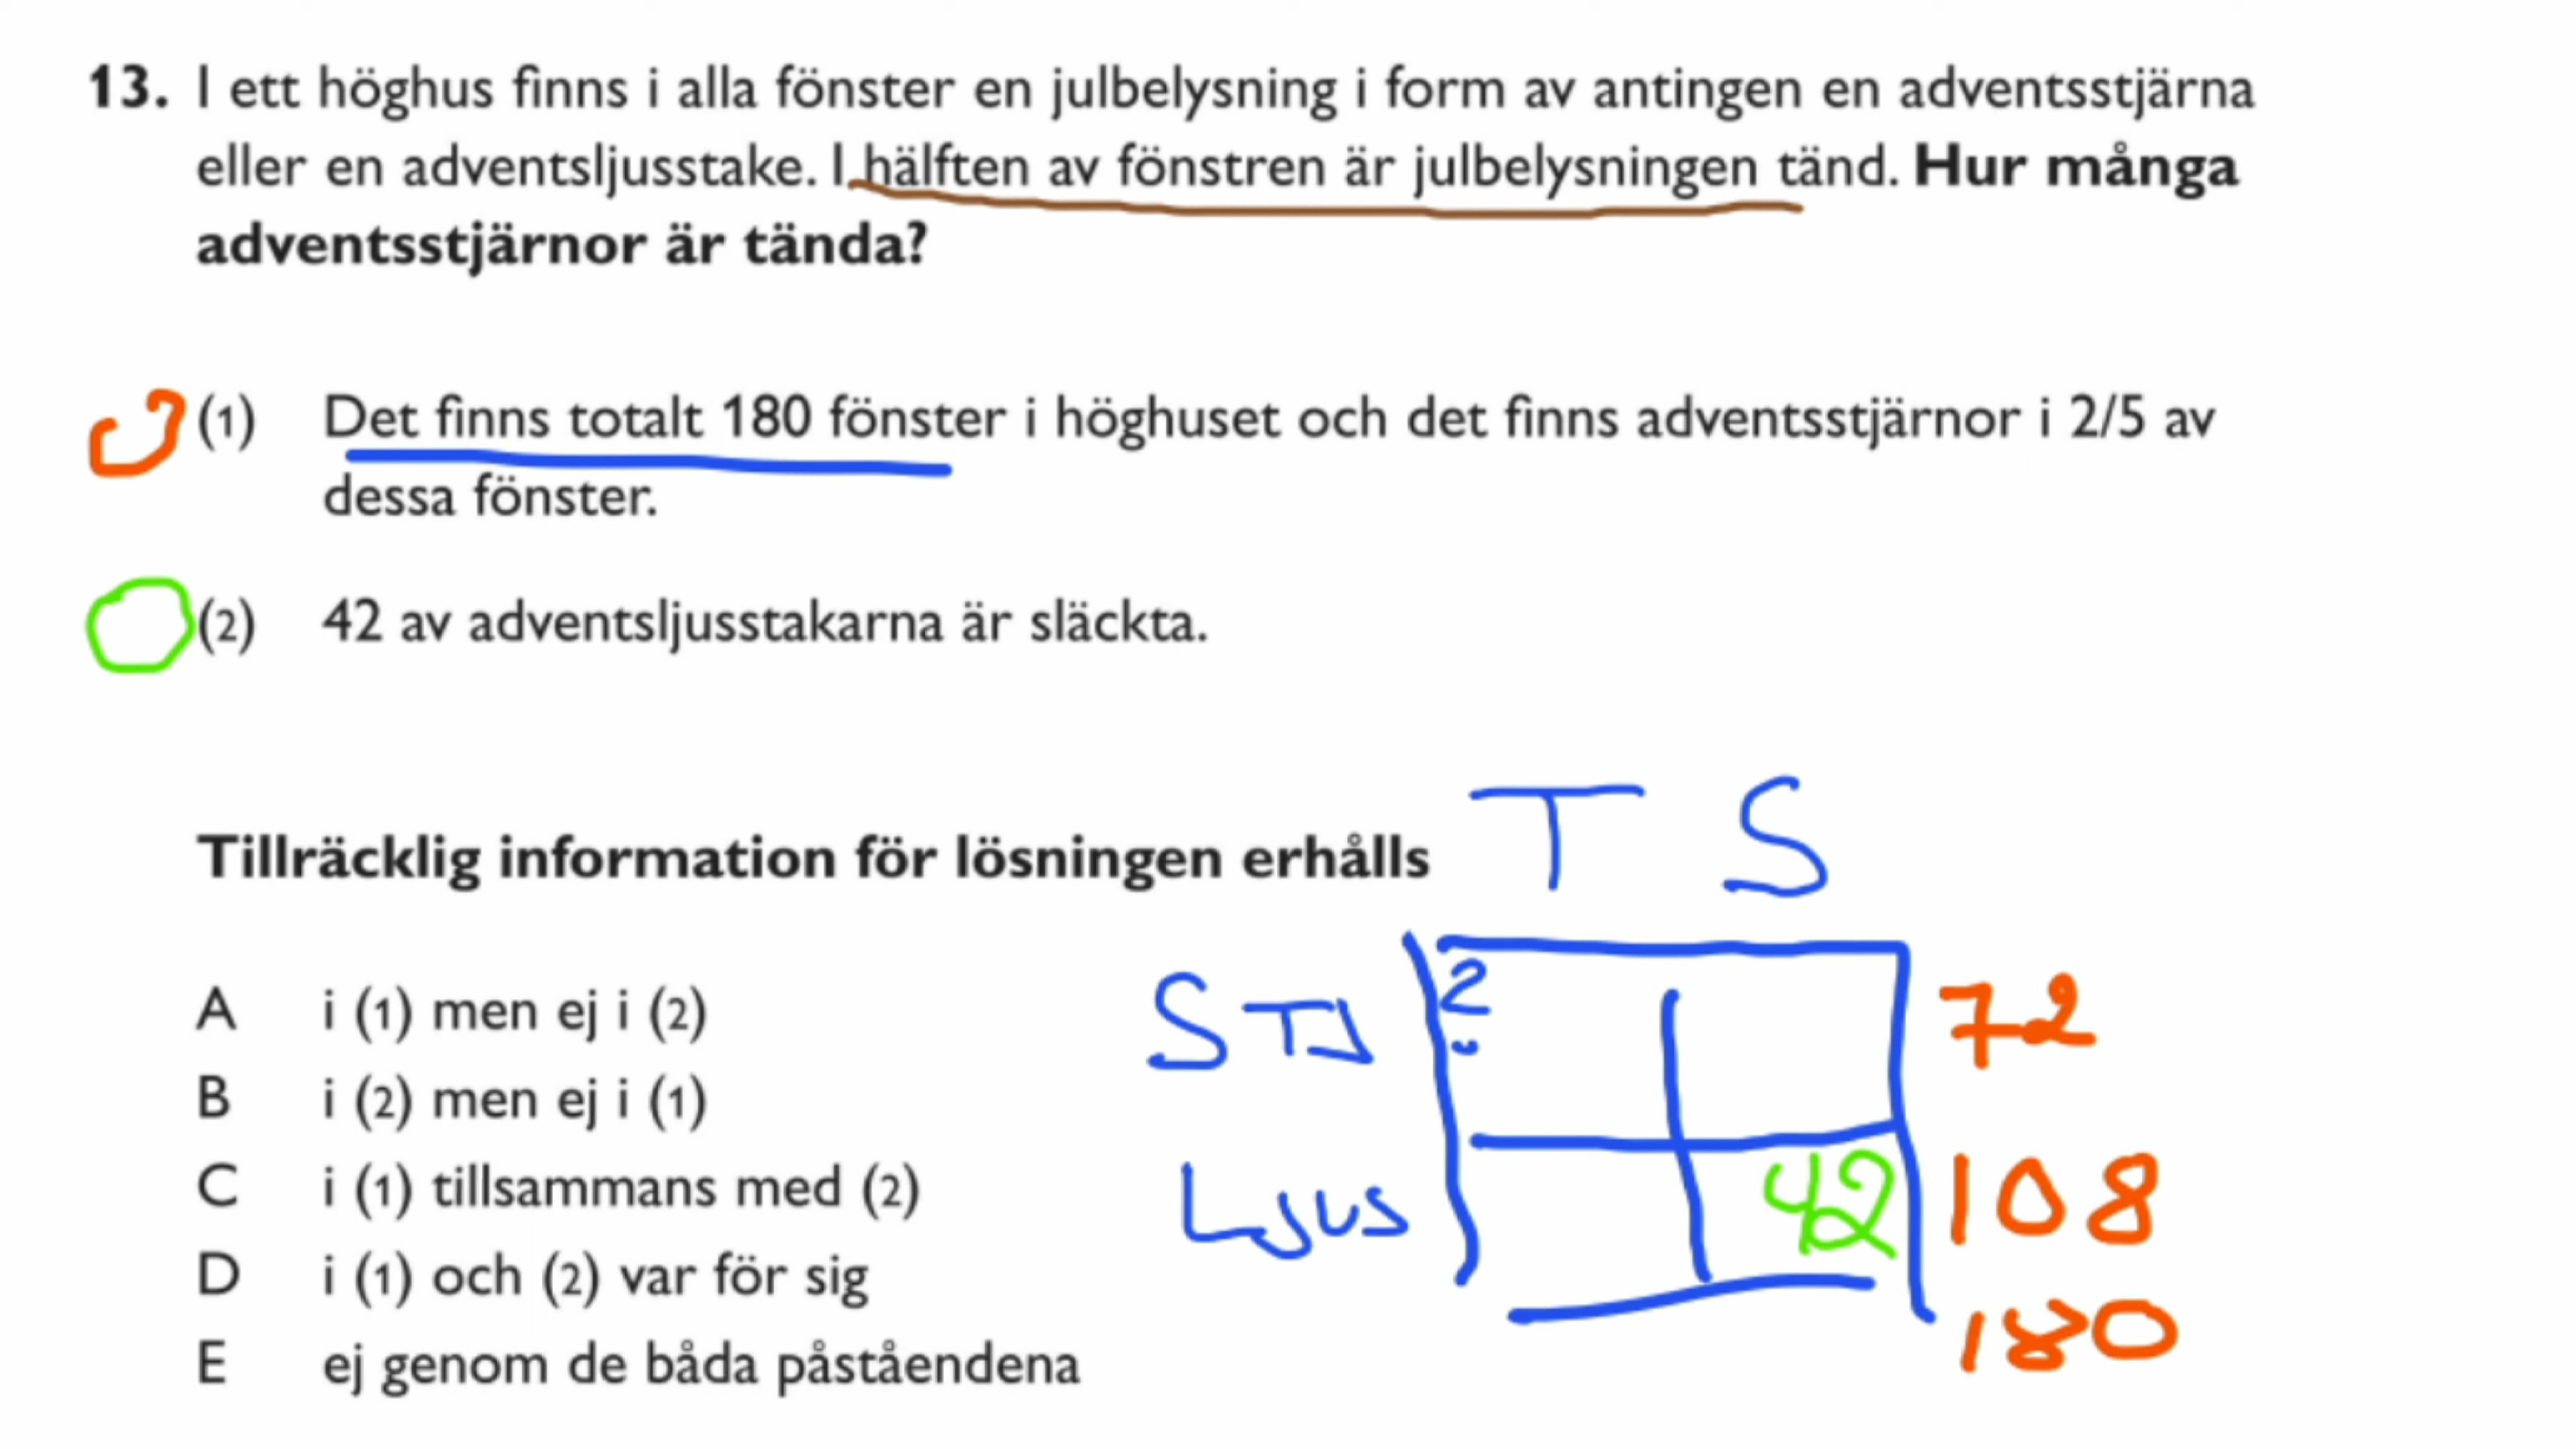 13. I ett höghus finns i alla fönster en julbelysning i form av antingen en adventsstjärna
eller en adventsljusstake. I hälften av fönstren är julbelysningen tänd. Hur många
adventsstjärnor är tända?
(1) Det finns totalt 180 fönster i höghuset och det finns adventsstjärnor i 2/5 av
dessa fönster.
(2) 42 av adventsljusstakarna är släckta.
Tillräcklig information för lösningen erhålls
T S
A i (1) men ej i (2)
STJ ? 72
B i (2) men ej i (1)
C i (1) tillsammans med (2)
LJUS 42 108
D i (1) och (2) var för sig
180
E ej genom de båda påståendena